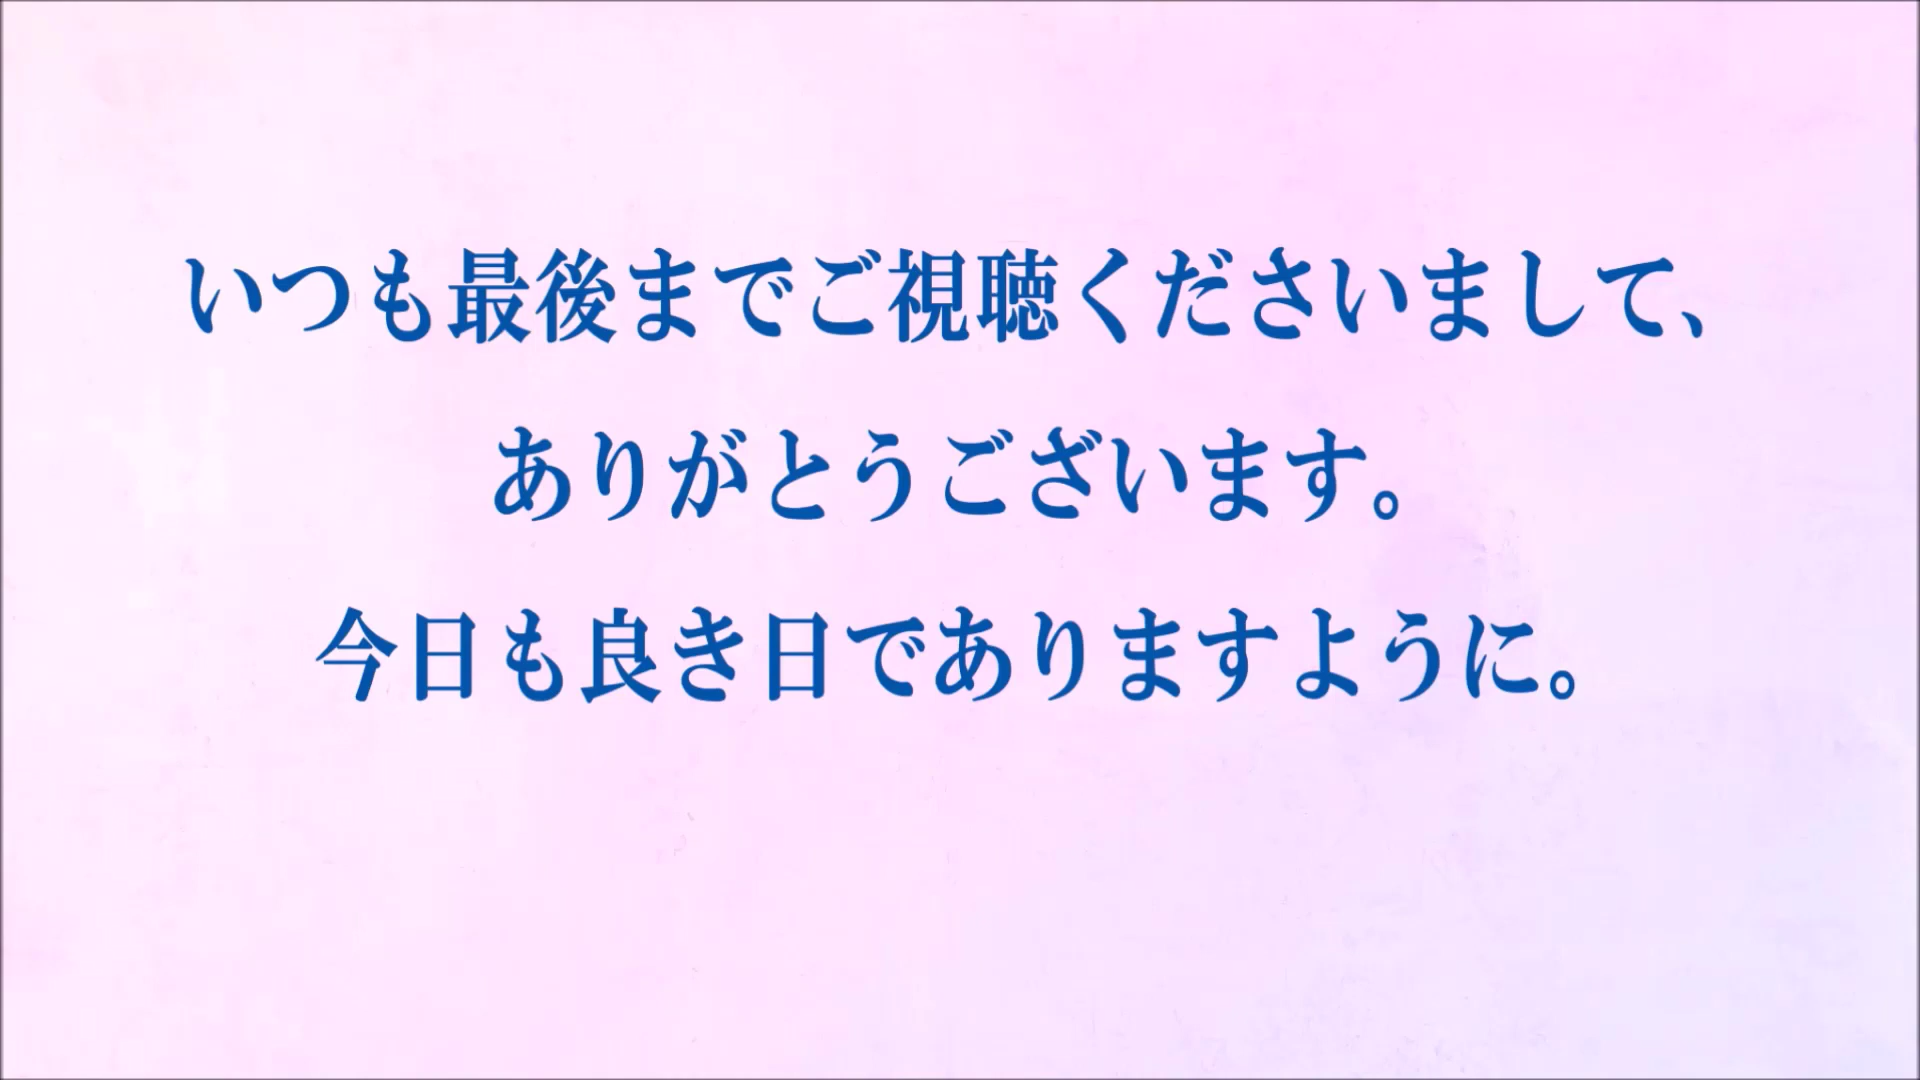 いつも最後までご視聴くださいまして、
ありがとうございます。
今日も良き日でありますように。